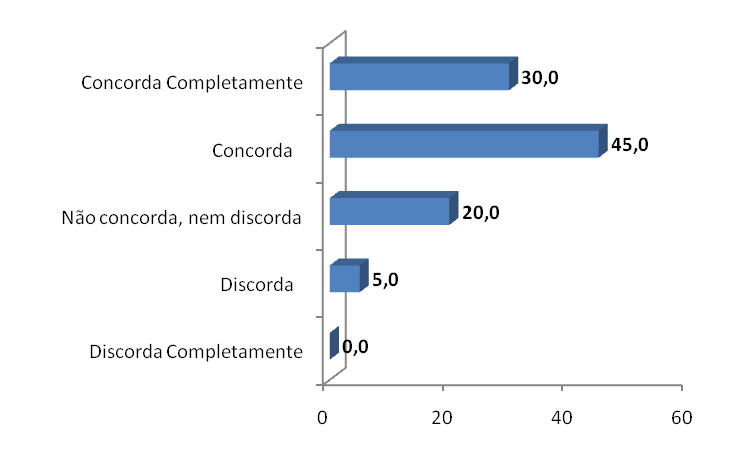 Concorda Completamente 30,0
Concorda 45,0
Não concorda, nem discorda 20,0
Discorda 5,0
Discorda Completamente 0,0
0 20 40 60